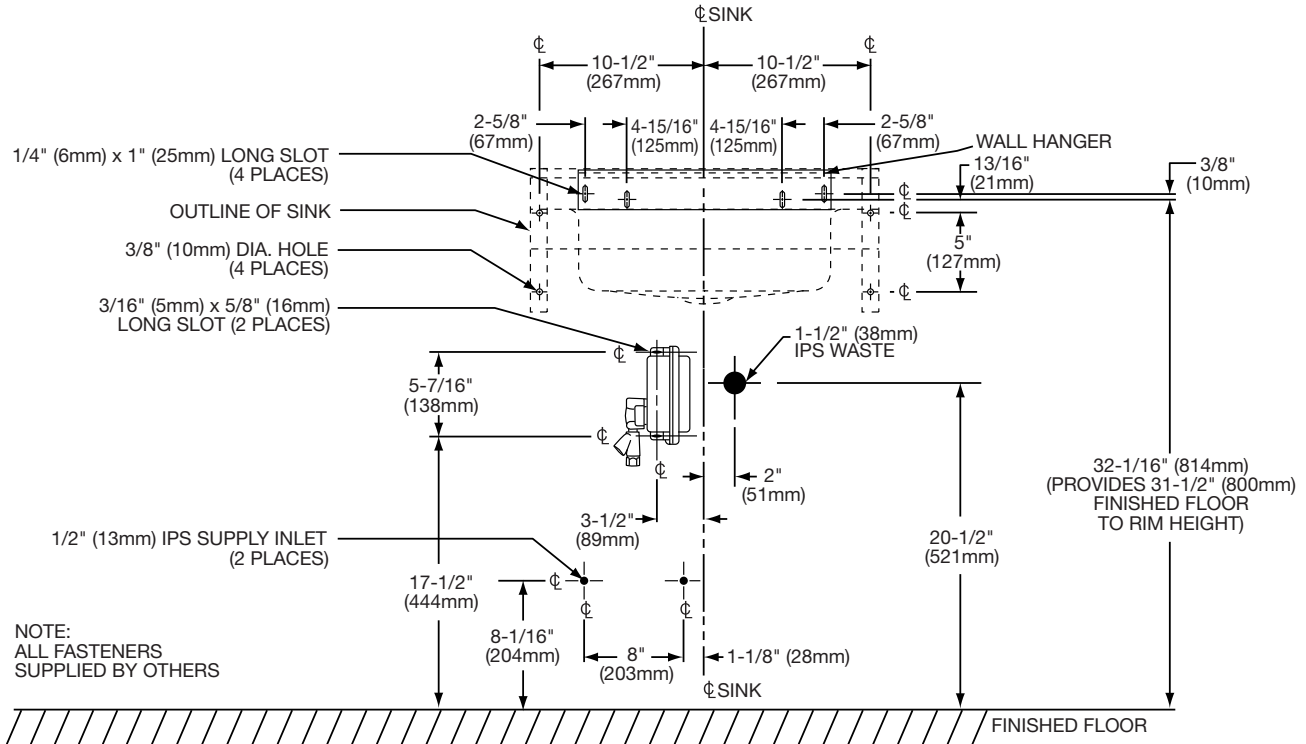 ℄ SINK
℄
℄
10-1/2"
(267mm)
10-1/2"
(267mm)
2-5/8"
(67mm)
4-15/16"
(125mm)
4-15/16"
(125mm)
2-5/8"
(67mm)
WALL HANGER
13/16"
(21mm)
3/8"
(10mm)
1/4" (6mm) x 1" (25mm) LONG SLOT
(4 PLACES)
℄
℄
OUTLINE OF SINK
5"
(127mm)
3/8" (10mm) DIA. HOLE
(4 PLACES)
℄
3/16" (5mm) x 5/8" (16mm)
LONG SLOT (2 PLACES)
1-1/2" (38mm)
IPS WASTE
℄
5-7/16"
(138mm)
℄
℄
2"
(51mm)
32-1/16" (814mm)
(PROVIDES 31-1/2" (800mm)
FINISHED FLOOR
TO RIM HEIGHT)
3-1/2"
(89mm)
20-1/2"
(521mm)
1/2" (13mm) IPS SUPPLY INLET
(2 PLACES)
17-1/2"
(444mm)
℄
℄
℄
8-1/16"
(204mm)
8"
(203mm)
1-1/8" (28mm)
NOTE:
ALL FASTENERS
SUPPLIED BY OTHERS
℄ SINK
FINISHED FLOOR